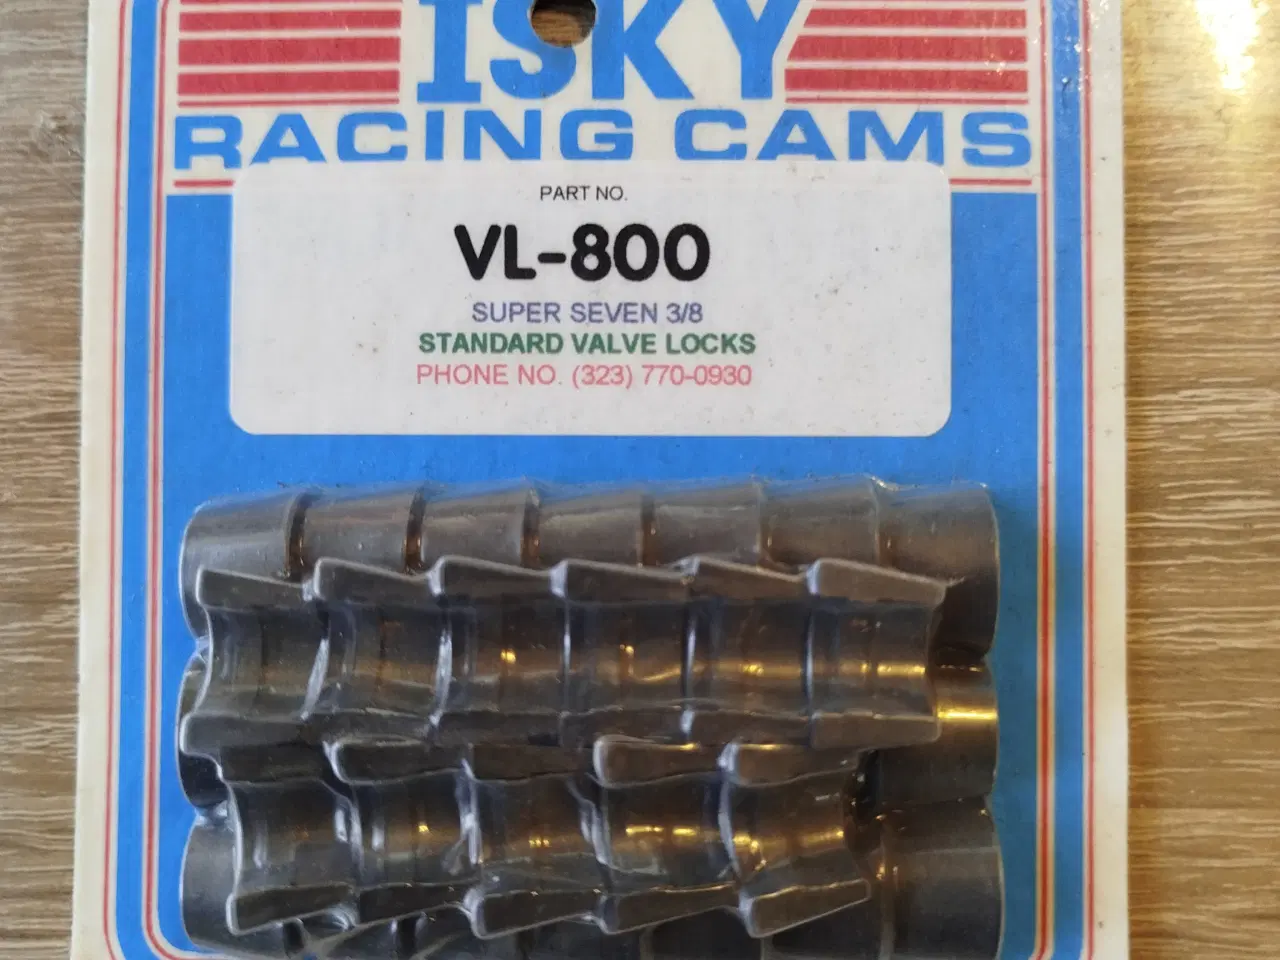 ISKY
RACING CAMS
PART NO.
VL-800
SUPER SEVEN 3/8
STANDARD VALVE LOCKS
PHONE NO. (323) 770-0930